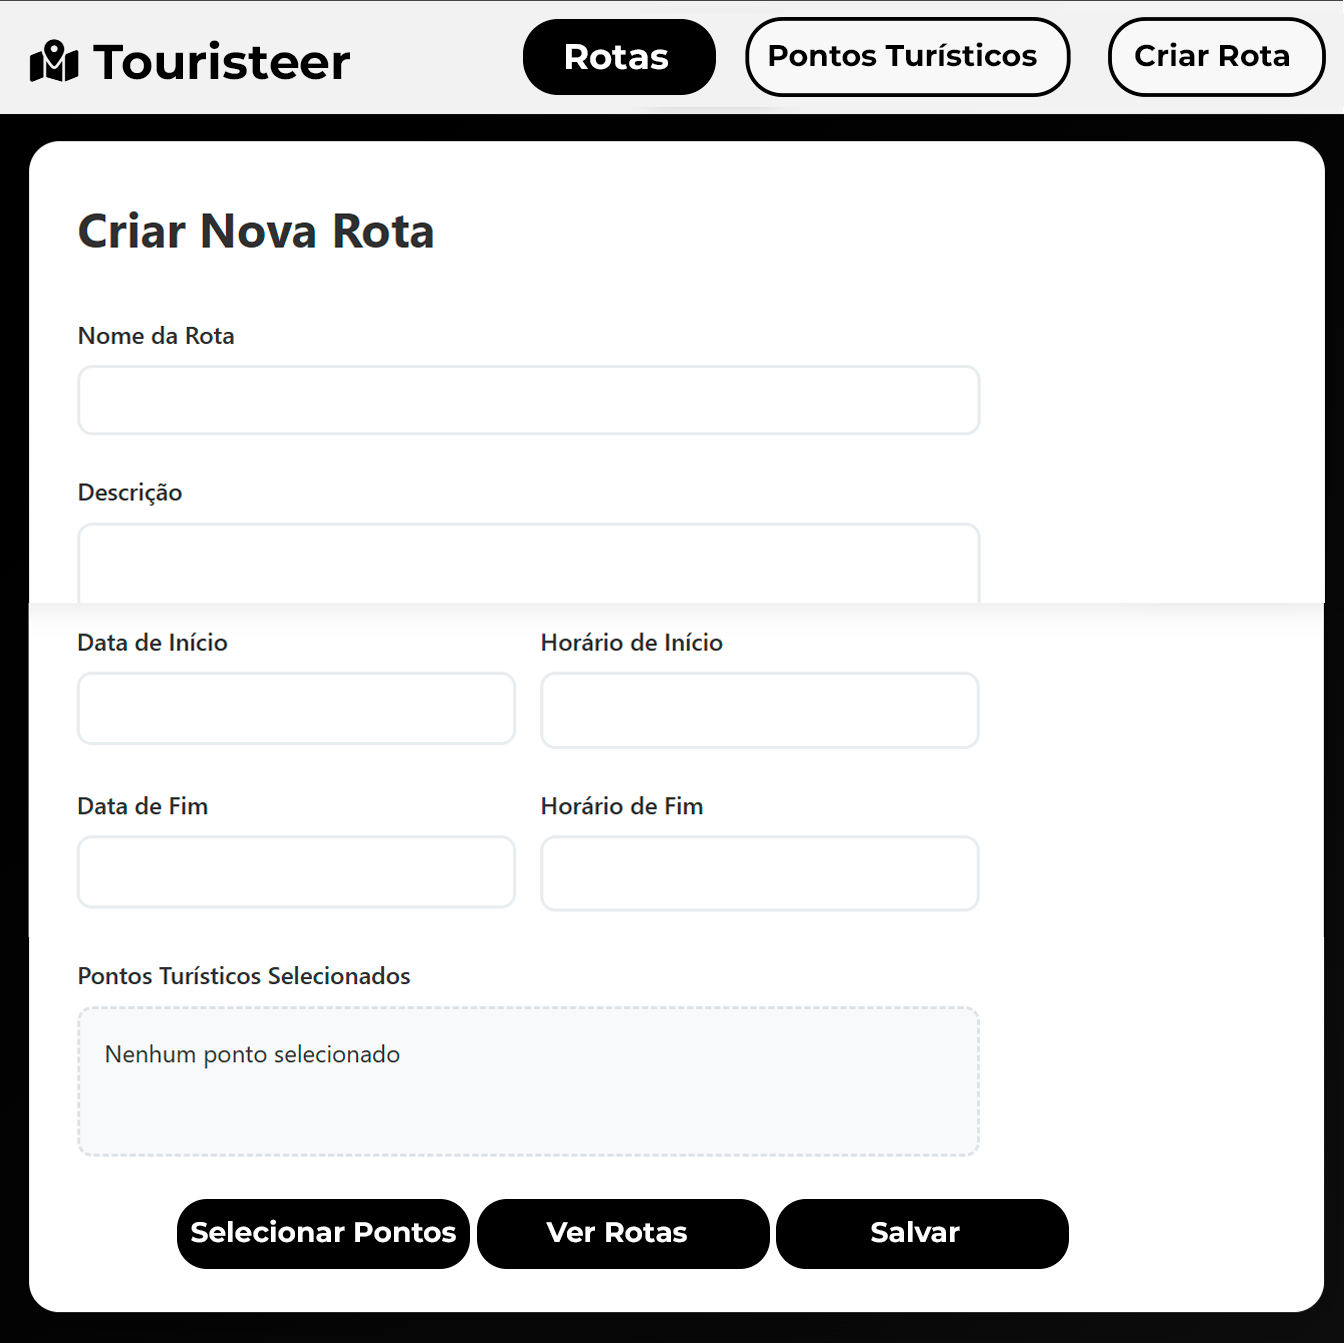 Touristeer
Rotas
Pontos Turísticos
Criar Rota
Criar Nova Rota
Nome da Rota
Descrição
Data de Início
Horário de Início
Data de Fim
Horário de Fim
Pontos Turísticos Selecionados
Nenhum ponto selecionado
Selecionar Pontos
Ver Rotas
Salvar